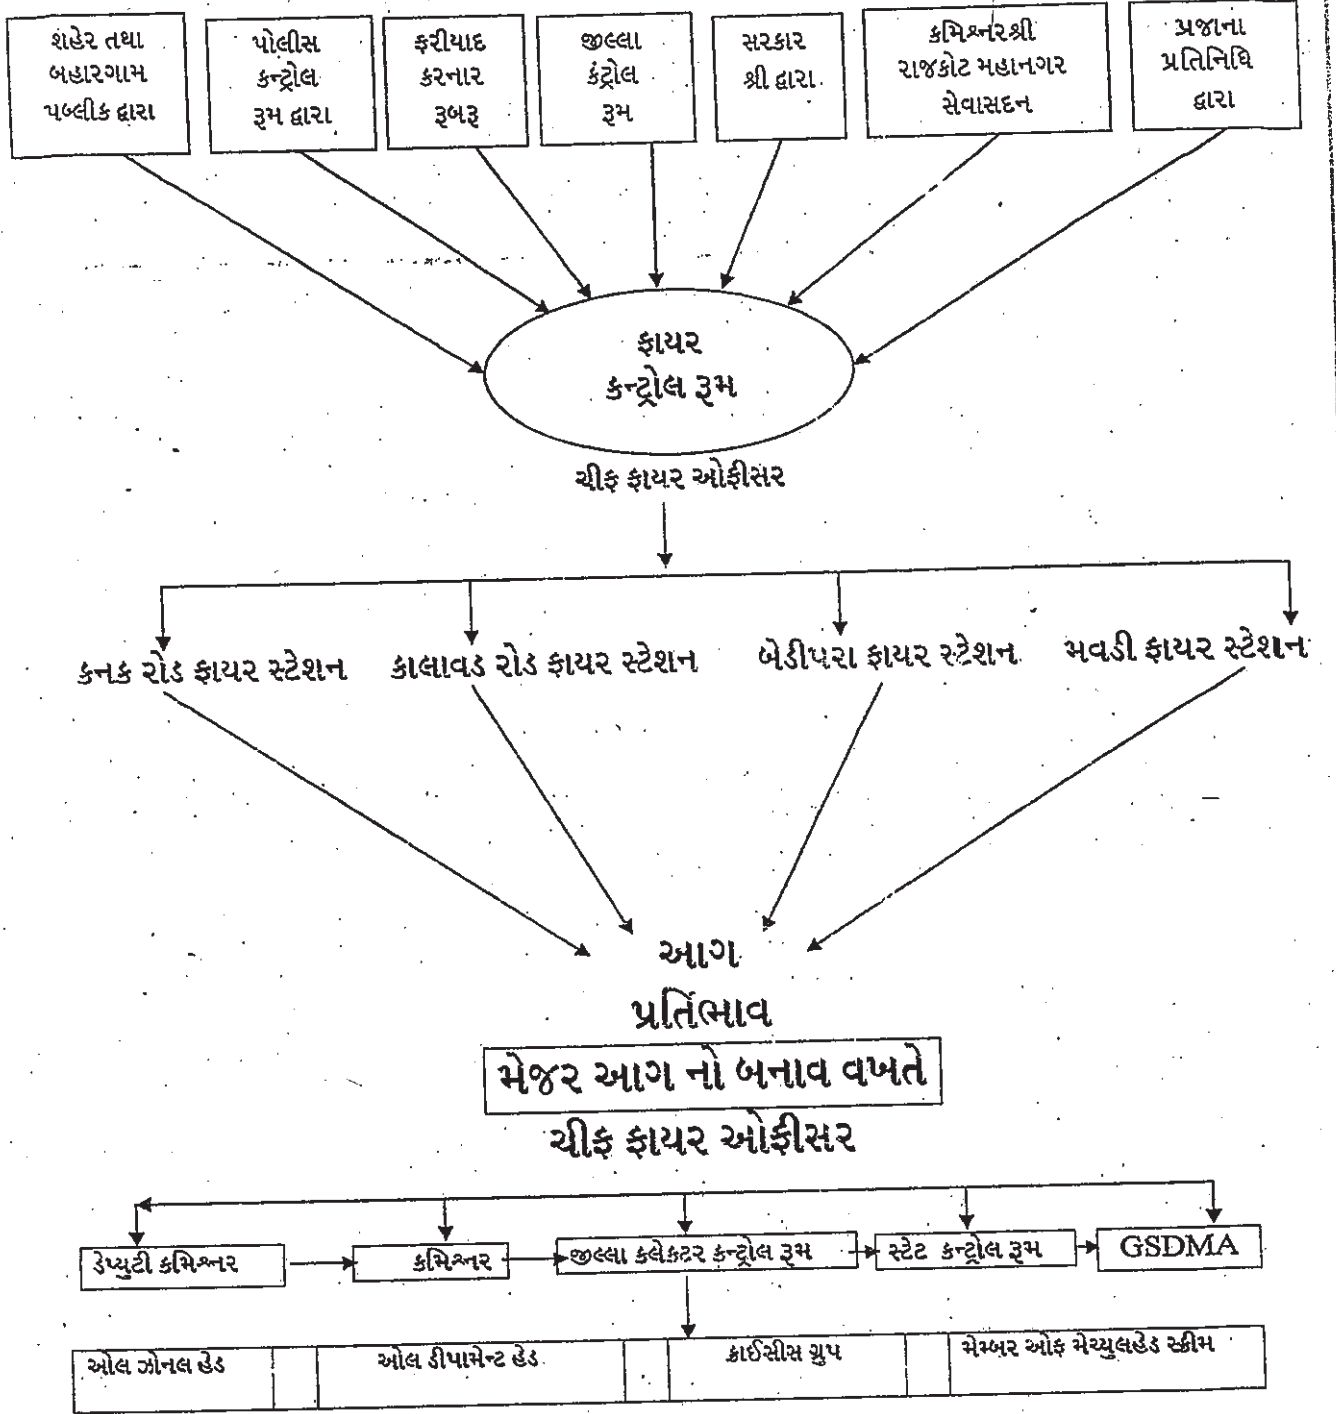 શહેર તથા
બહારગામ
પબ્લીક દ્વારા
પોલીસ
કન્ટ્રોલ
રૂમ દ્વારા
ફરીયાદ
કરનાર
રૂબરૂ
જીલ્લા
કંટ્રોલ
રૂમ
સરકાર
શ્રી દ્વારા
કમિશ્નરશ્રી
રાજકોટ મહાનગર
સેવાસદન
પ્રજાના
પ્રતિનિધિ
દ્વારા
ફાયર
કન્ટ્રોલ રૂમ
ચીફ ફાયર ઓફીસર
કનક રોડ ફાયર સ્ટેશન
કાલાવડ રોડ ફાયર સ્ટેશન
બેડીપરા ફાયર સ્ટેશન
મવડી ફાયર સ્ટેશન
આગ
પ્રતિભાવ
મેજર આગ નો બનાવ વખતે
ચીફ ફાયર ઓફીસર
ડેપ્યુટી કમિશ્નર
કમિશ્નર
જીલ્લા કલેકટર કન્ટ્રોલ રૂમ
સ્ટેટ કન્ટ્રોલ રૂમ
GSDMA
ઓલ ઝોનલ હેડ
ઓલ ડીપામેન્ટ હેડ
ક્રાઈસીસ ગ્રુપ
મેમ્બર ઓફ મેચ્યુલહેડ સ્કીમ